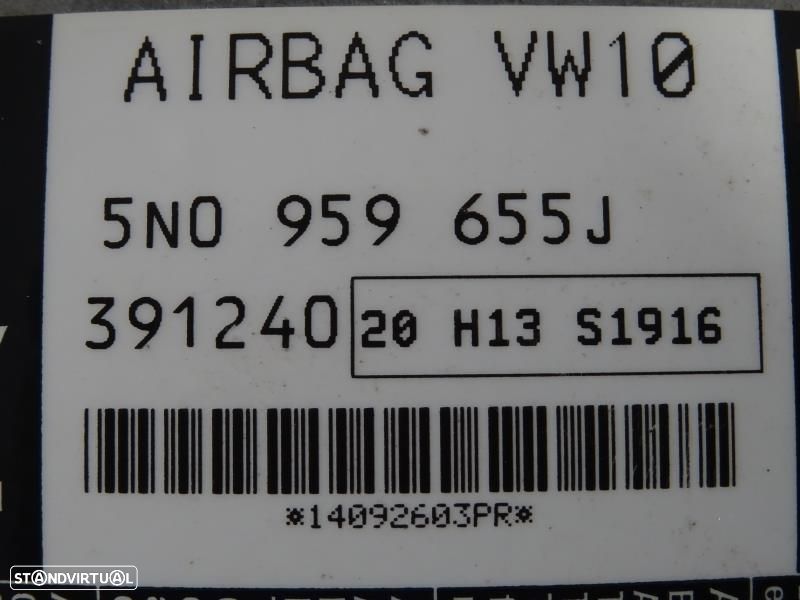 AIRBAG VW10
5N0 959 655J
391240 20 H13 S1916
*14092603PR*
STANDVIRTUAL